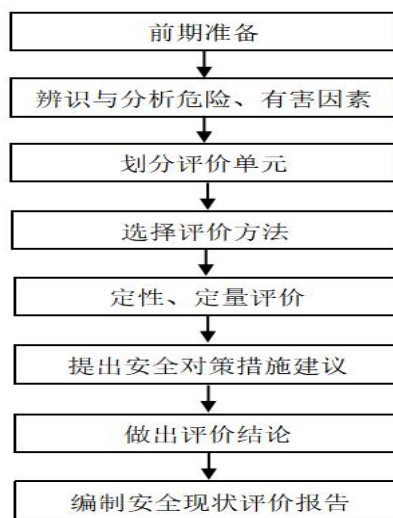 前期准备
辨识与分析危险、有害因素
划分评价单元
选择评价方法
定性、定量评价
提出安全对策措施建议
做出评价结论
编制安全现状评价报告